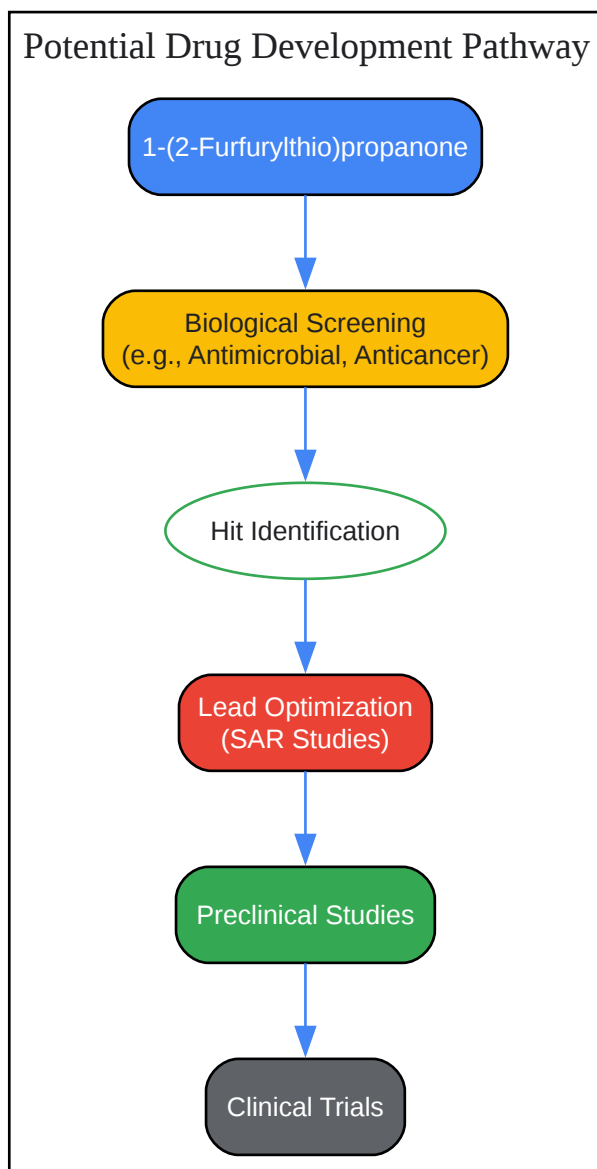 Potential Drug Development Pathway
1-(2-Furfurylthio)propanone
Biological Screening
(e.g., Antimicrobial, Anticancer)
Hit Identification
Lead Optimization
(SAR Studies)
Preclinical Studies
Clinical Trials